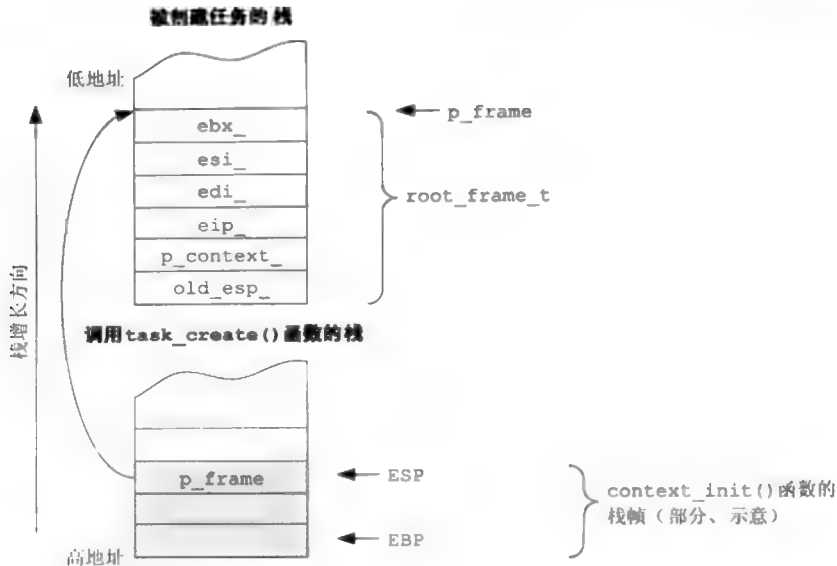 被创建任务的栈
低地址
p_frame
ebx_
esi_
edi_
eip_
p_context_
old_esp_
root_frame_t
栈增长方向
调用task_create()函数的栈
p_frame
ESP
EBP
context_init()函数的
栈帧（部分、示意）
高地址